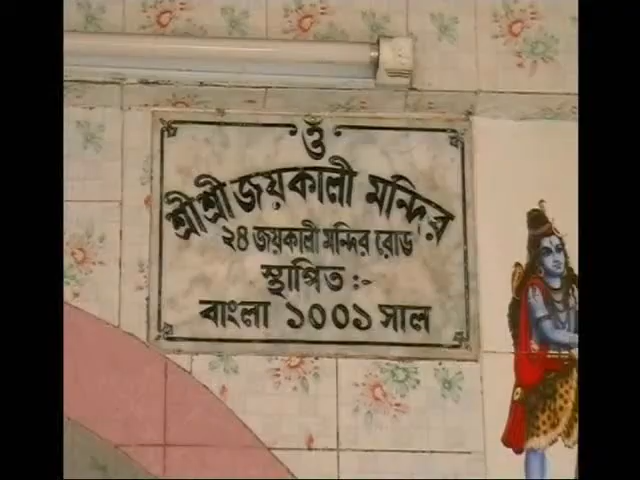 ওঁ
শ্রীশ্রী জয়কালী মন্দির
২৪ জয়কালী মন্দির রোড
স্থাপিত :-
বাংলা ১০০১ সাল